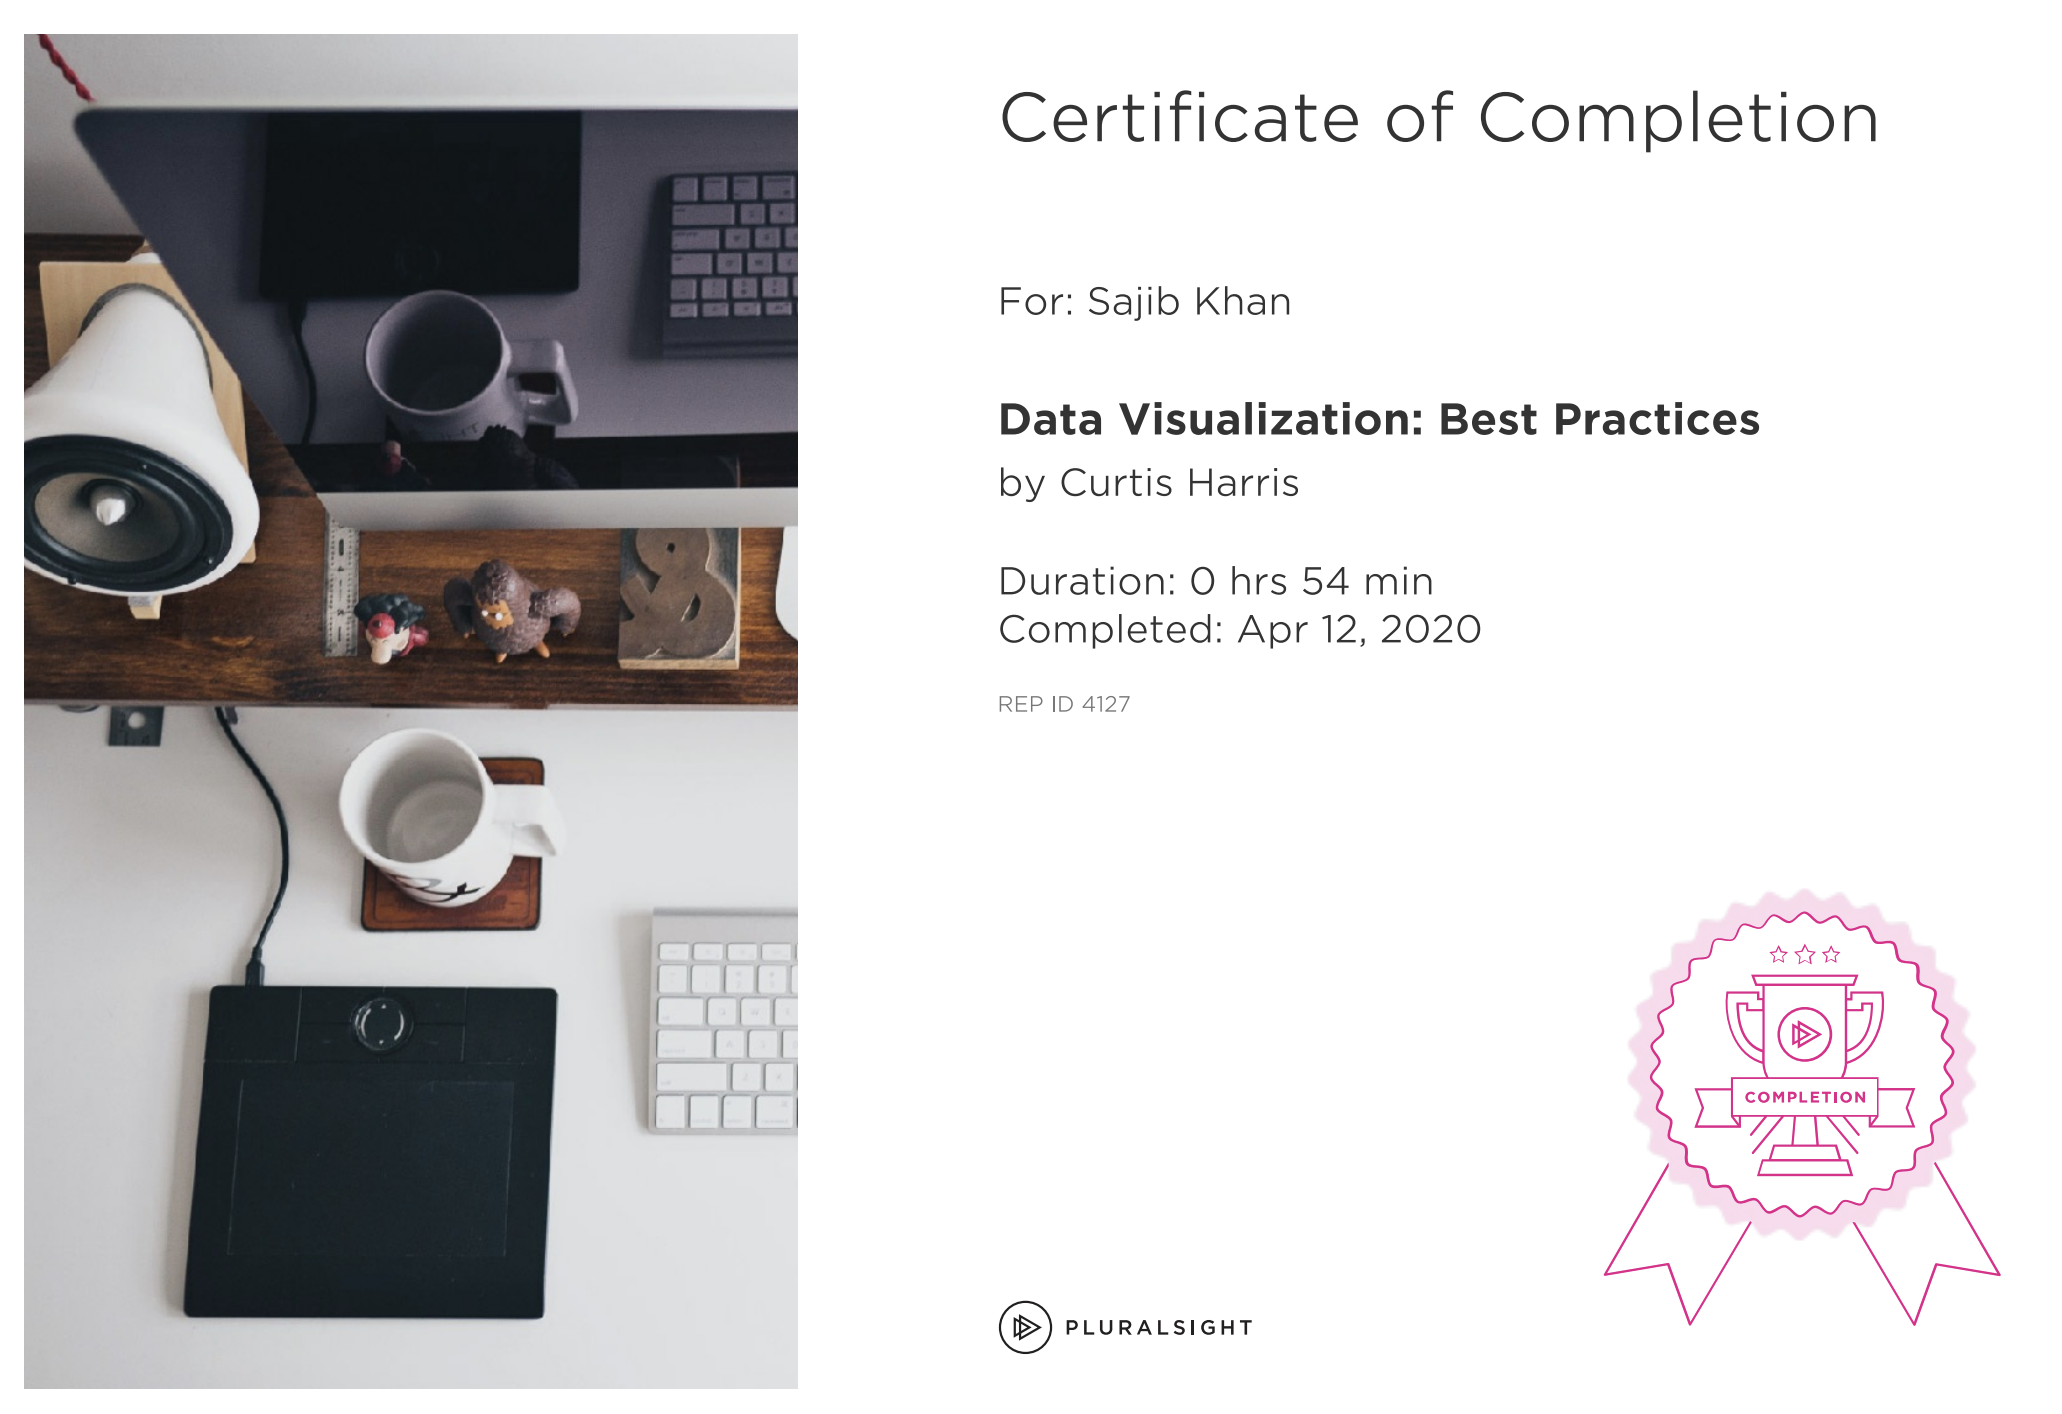 Certificate of Completion
For: Sajib Khan
Data Visualization: Best Practices
by Curtis Harris
Duration: 0 hrs 54 min
Completed: Apr 12, 2020
REP ID 4127
COMPLETION
PLURALSIGHT